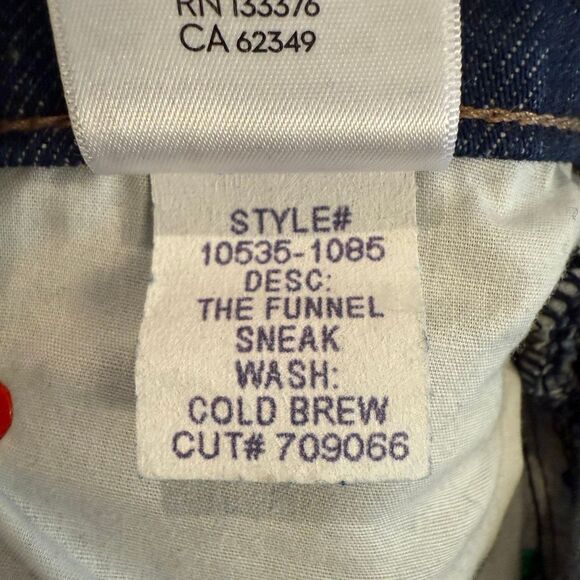 RN 133376
CA 62349
STYLE#
10535-1085
DESC:
THE FUNNEL
SNEAK
WASH:
COLD BREW
CUT# 709066